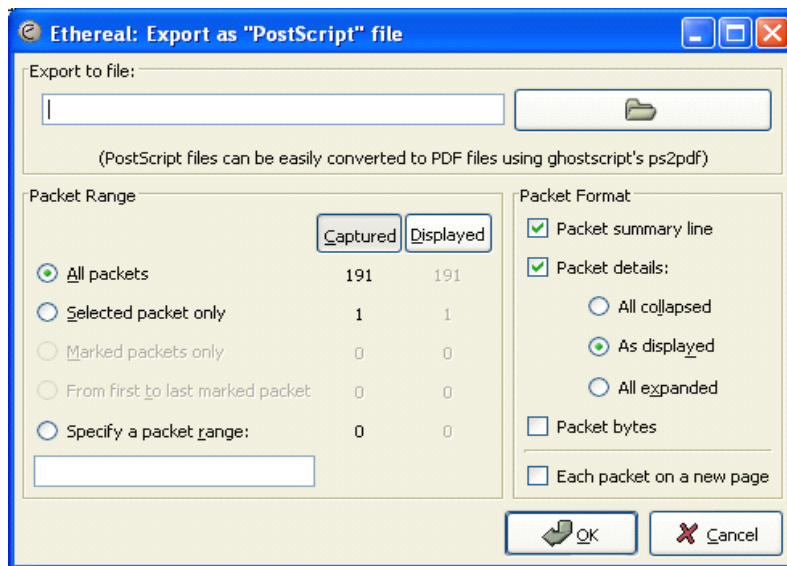 Ethereal: Export as "PostScript" file
Export to file:
(PostScript files can be easily converted to PDF files using ghostscript's ps2pdf)
Packet Range
Captured Displayed
All packets 191 191
Selected packet only 1 1
Marked packets only 0 0
From first to last marked packet 0 0
Specify a packet range: 0 0
Packet Format
Packet summary line
Packet details:
All collapsed
As displayed
All expanded
Packet bytes
Each packet on a new page
OK Cancel